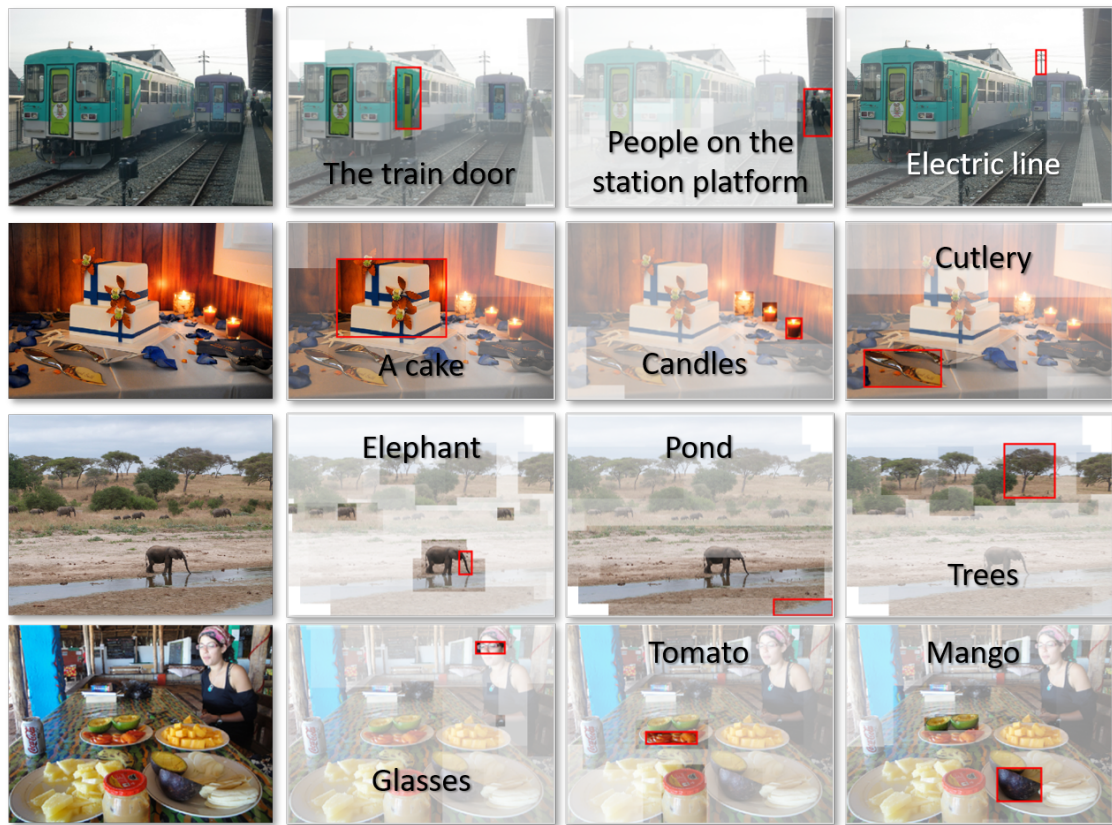 The train door
People on the
station platform
Electric line
A cake
Candles
Cutlery
Elephant
Pond
Trees
Glasses
Tomato
Mango